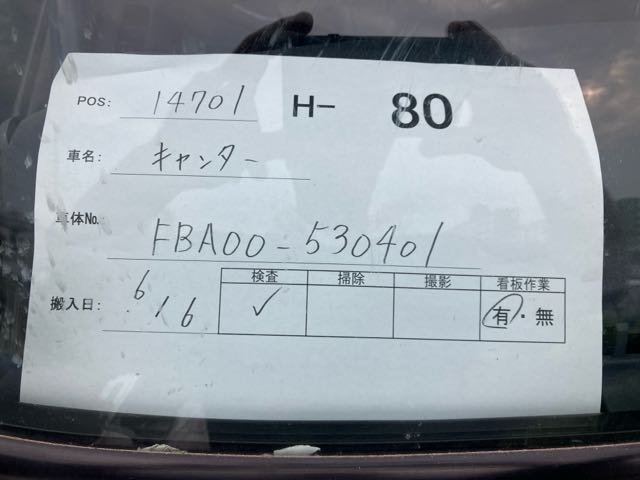 POS: 14701 H- 80
車名: キャンター
車体No. FBA00-530401
検査 掃除 撮影 看板作業
搬入日: 6/16 ✓ 有・無